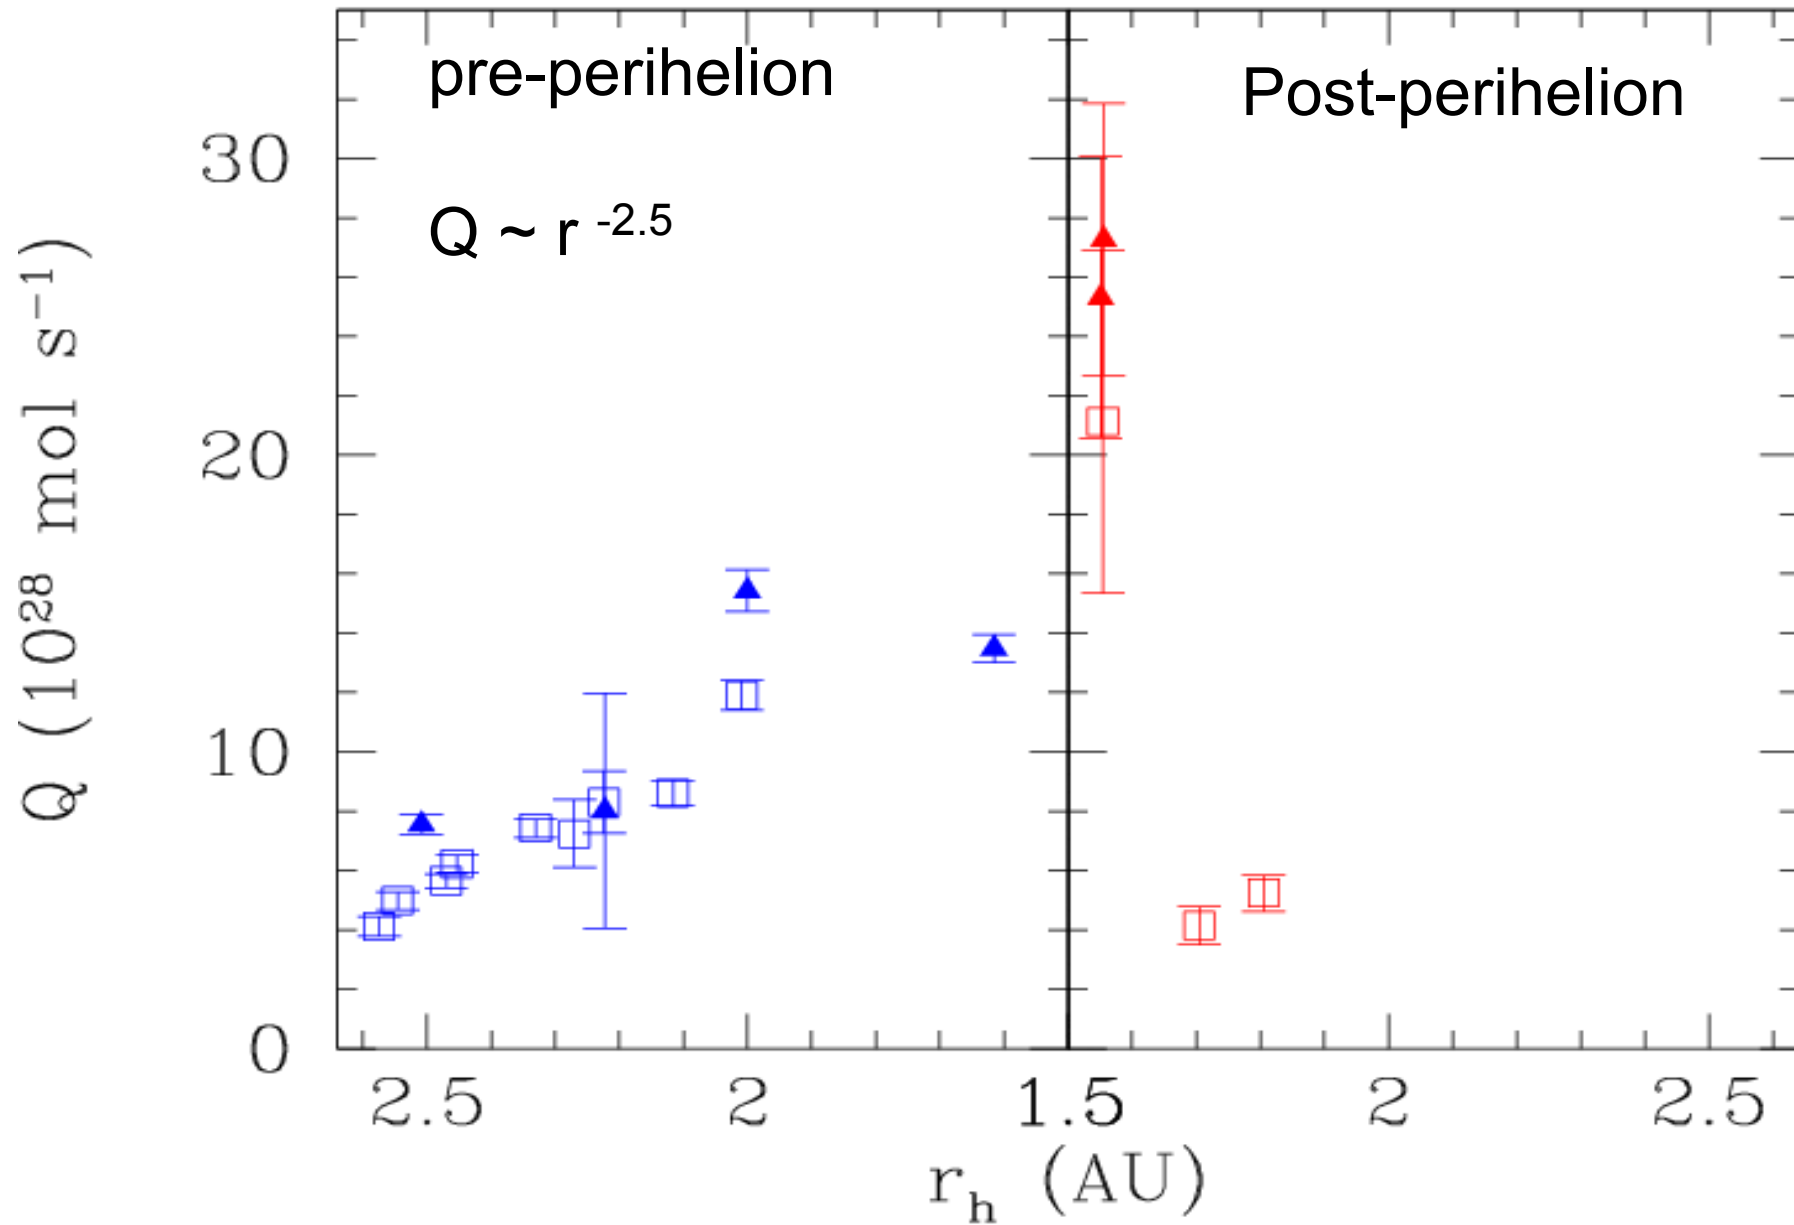 pre-perihelion
Post-perihelion
Q ~ r -2.5
Q (10²⁸ mol s⁻¹)
30
20
10
0
2.5 2 1.5 2 2.5
r_h (AU)